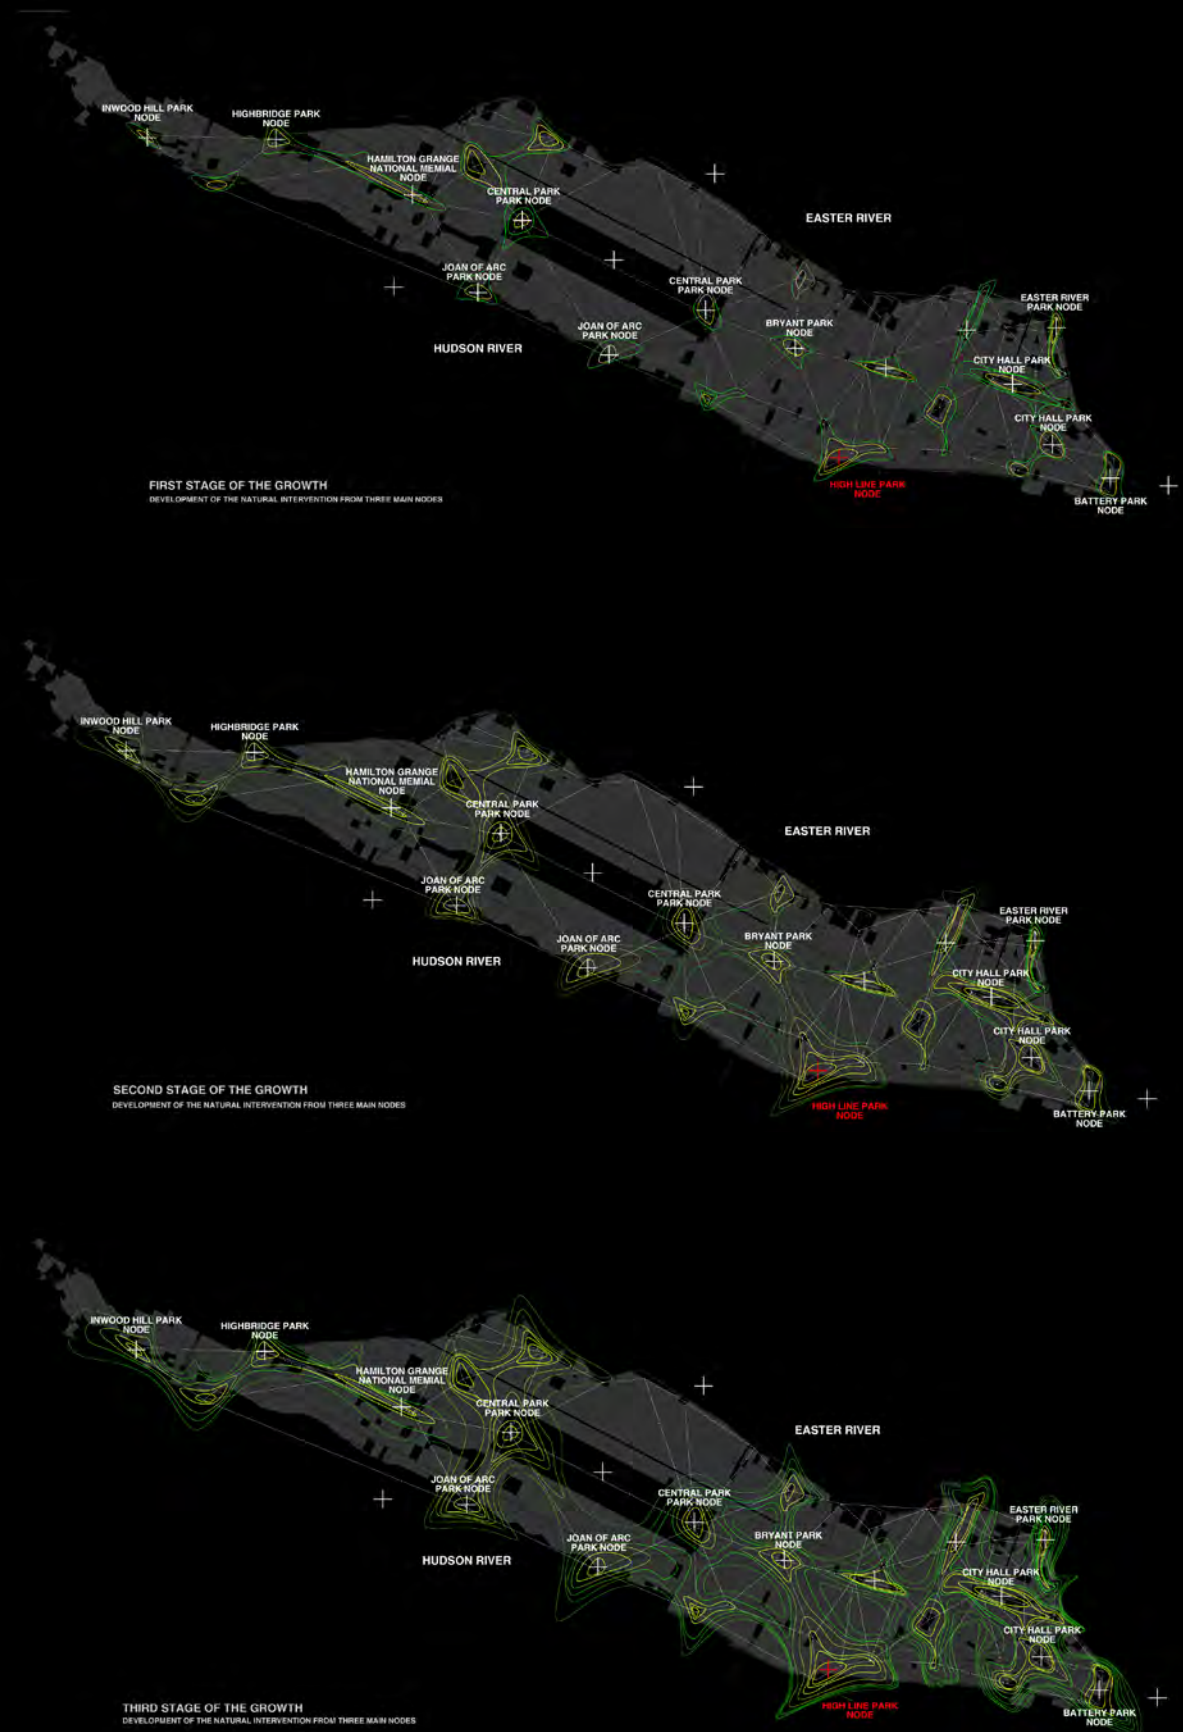 INWOOD HILL PARK
NODE
HIGHBRIDGE PARK
NODE
HAMILTON GRANGE
NATIONAL MEMIAL
NODE
CENTRAL PARK
PARK NODE
EASTER RIVER
JOAN OF ARC
PARK NODE
CENTRAL PARK
PARK NODE
EASTER RIVER
PARK NODE
JOAN OF ARC
PARK NODE
BRYANT PARK
NODE
HUDSON RIVER
CITY HALL PARK
NODE
CITY HALL PARK
NODE
HIGH LINE PARK
NODE
BATTERY PARK
NODE
FIRST STAGE OF THE GROWTH
DEVELOPMENT OF THE NATURAL INTERVENTION FROM THREE MAIN NODES
INWOOD HILL PARK
NODE
HIGHBRIDGE PARK
NODE
HAMILTON GRANGE
NATIONAL MEMIAL
NODE
CENTRAL PARK
PARK NODE
EASTER RIVER
JOAN OF ARC
PARK NODE
CENTRAL PARK
PARK NODE
EASTER RIVER
PARK NODE
JOAN OF ARC
PARK NODE
BRYANT PARK
NODE
HUDSON RIVER
CITY HALL PARK
NODE
CITY HALL PARK
NODE
HIGH LINE PARK
NODE
BATTERY PARK
NODE
SECOND STAGE OF THE GROWTH
DEVELOPMENT OF THE NATURAL INTERVENTION FROM THREE MAIN NODES
INWOOD HILL PARK
NODE
HIGHBRIDGE PARK
NODE
HAMILTON GRANGE
NATIONAL MEMIAL
NODE
CENTRAL PARK
PARK NODE
EASTER RIVER
JOAN OF ARC
PARK NODE
CENTRAL PARK
PARK NODE
EASTER RIVER
PARK NODE
JOAN OF ARC
PARK NODE
BRYANT PARK
NODE
HUDSON RIVER
CITY HALL PARK
NODE
CITY HALL PARK
NODE
HIGH LINE PARK
NODE
BATTERY PARK
NODE
THIRD STAGE OF THE GROWTH
DEVELOPMENT OF THE NATURAL INTERVENTION FROM THREE MAIN NODES